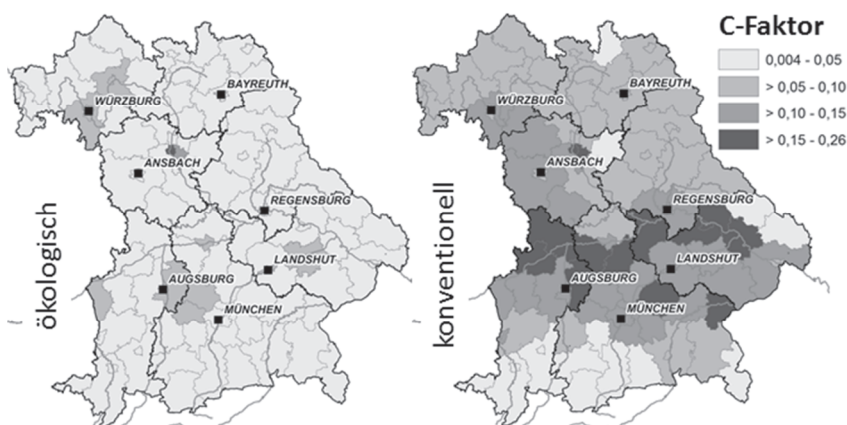 ökologisch
WÜRZBURG
BAYREUTH
ANSBACH
REGENSBURG
LANDSHUT
AUGSBURG
MÜNCHEN
konventionell
WÜRZBURG
BAYREUTH
ANSBACH
REGENSBURG
LANDSHUT
AUGSBURG
MÜNCHEN
C-Faktor
0,004 - 0,05
> 0,05 - 0,10
> 0,10 - 0,15
> 0,15 - 0,26